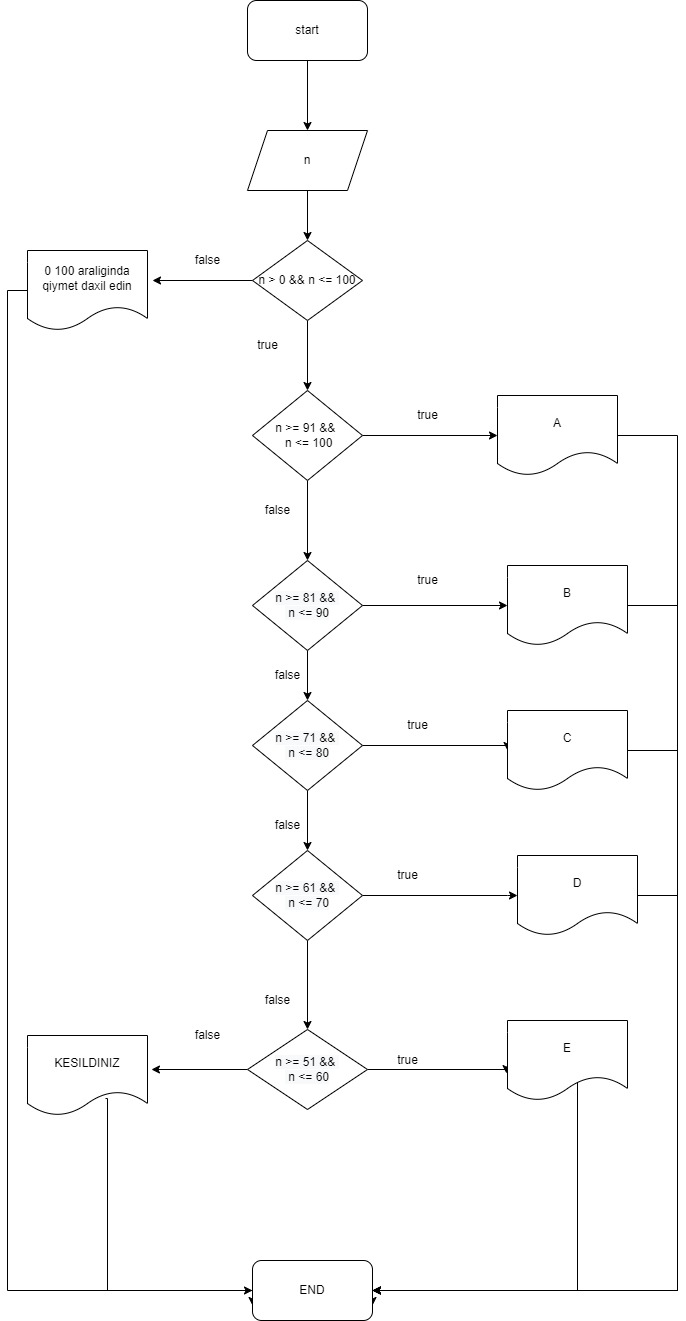 start
n
false
n > 0 && n <= 100
0 100 araliginda
qiymet daxil edin
true
n >= 91 &&
n <= 100
true
A
false
n >= 81 &&
n <= 90
true
B
false
n >= 71 &&
n <= 80
true
C
false
n >= 61 &&
n <= 70
true
D
false
false
n >= 51 &&
n <= 60
true
E
KESILDINIZ
END